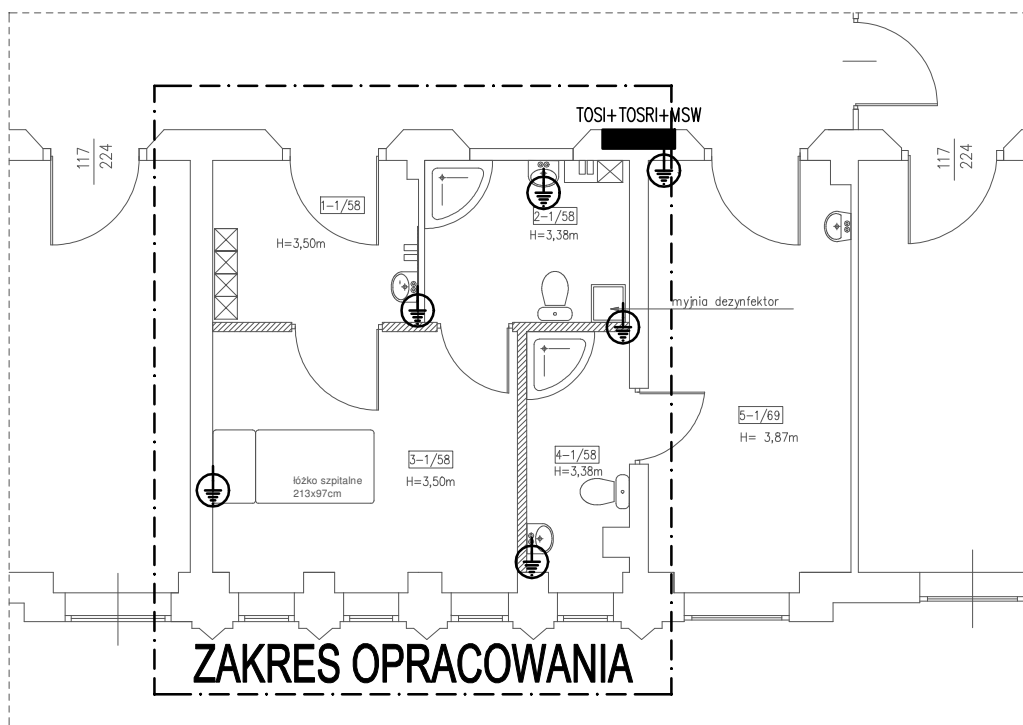 TOSI+TOSRI+MSW
117
224
117
224
1-1/58
H=3,50m
2-1/58
H=3,38m
myjnia dezynfektor
3-1/58
H=3,50m
4-1/58
H=3,38m
5-1/69
H= 3,87m
łóżko szpitalne
213x97cm
ZAKRES OPRACOWANIA